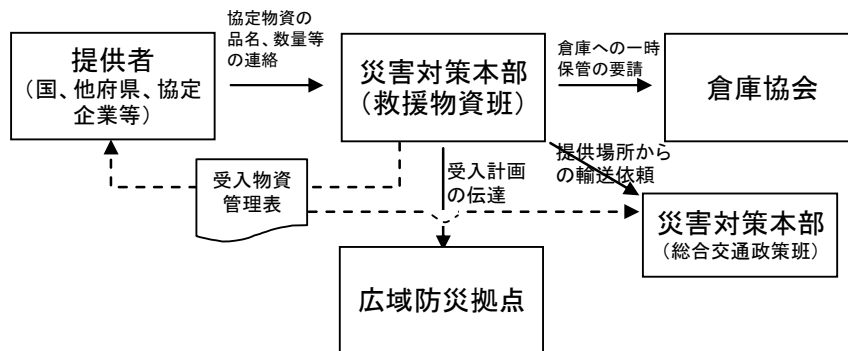 協定物資の
品名、数量等
の連絡
提供者
（国、他府県、協定
企業等）
災害対策本部
（救援物資班）
倉庫への一時
保管の要請
倉庫協会
受入物資
管理表
受入計画
の伝達
提供場所から
の輸送依頼
災害対策本部
（総合交通政策班）
広域防災拠点